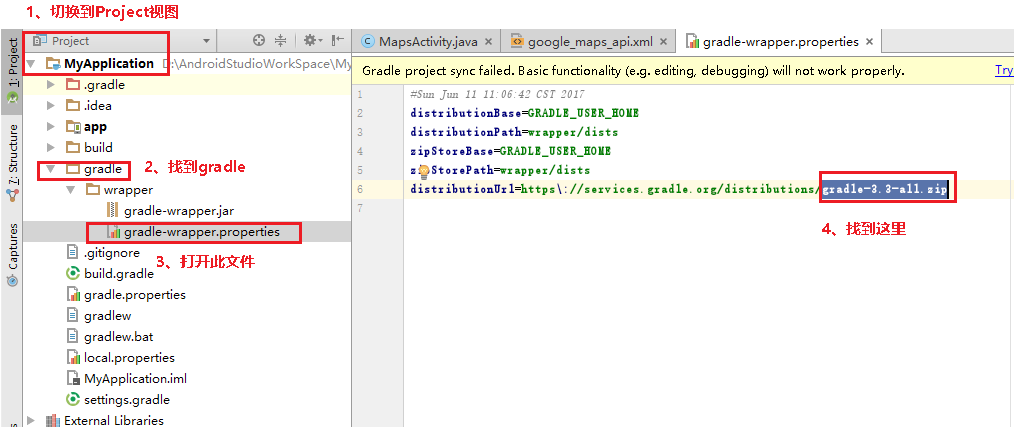 1、切换到Project视图
Project
MapsActivity.java
google_maps_api.xml
gradle-wrapper.properties
1: Project
MyApplication D:\AndroidStudioWorkSpace\My
Gradle project sync failed. Basic functionality (e.g. editing, debugging) will not work properly.
Try
.gradle
.idea
app
build
gradle
2、找到gradle
wrapper
gradle-wrapper.jar
gradle-wrapper.properties
3、打开此文件
.gitignore
build.gradle
gradle.properties
gradlew
gradlew.bat
local.properties
MyApplication.iml
settings.gradle
External Libraries
Z: Structure
Captures
1 #Sun Jun 11 11:06:42 CST 2017
2 distributionBase=GRADLE_USER_HOME
3 distributionPath=wrapper/dists
4 zipStoreBase=GRADLE_USER_HOME
5 z StorePath=wrapper/dists
6 distributionUrl=https\://services.gradle.org/distributions/gradle-3.3-all.zip
7
4、找到这里